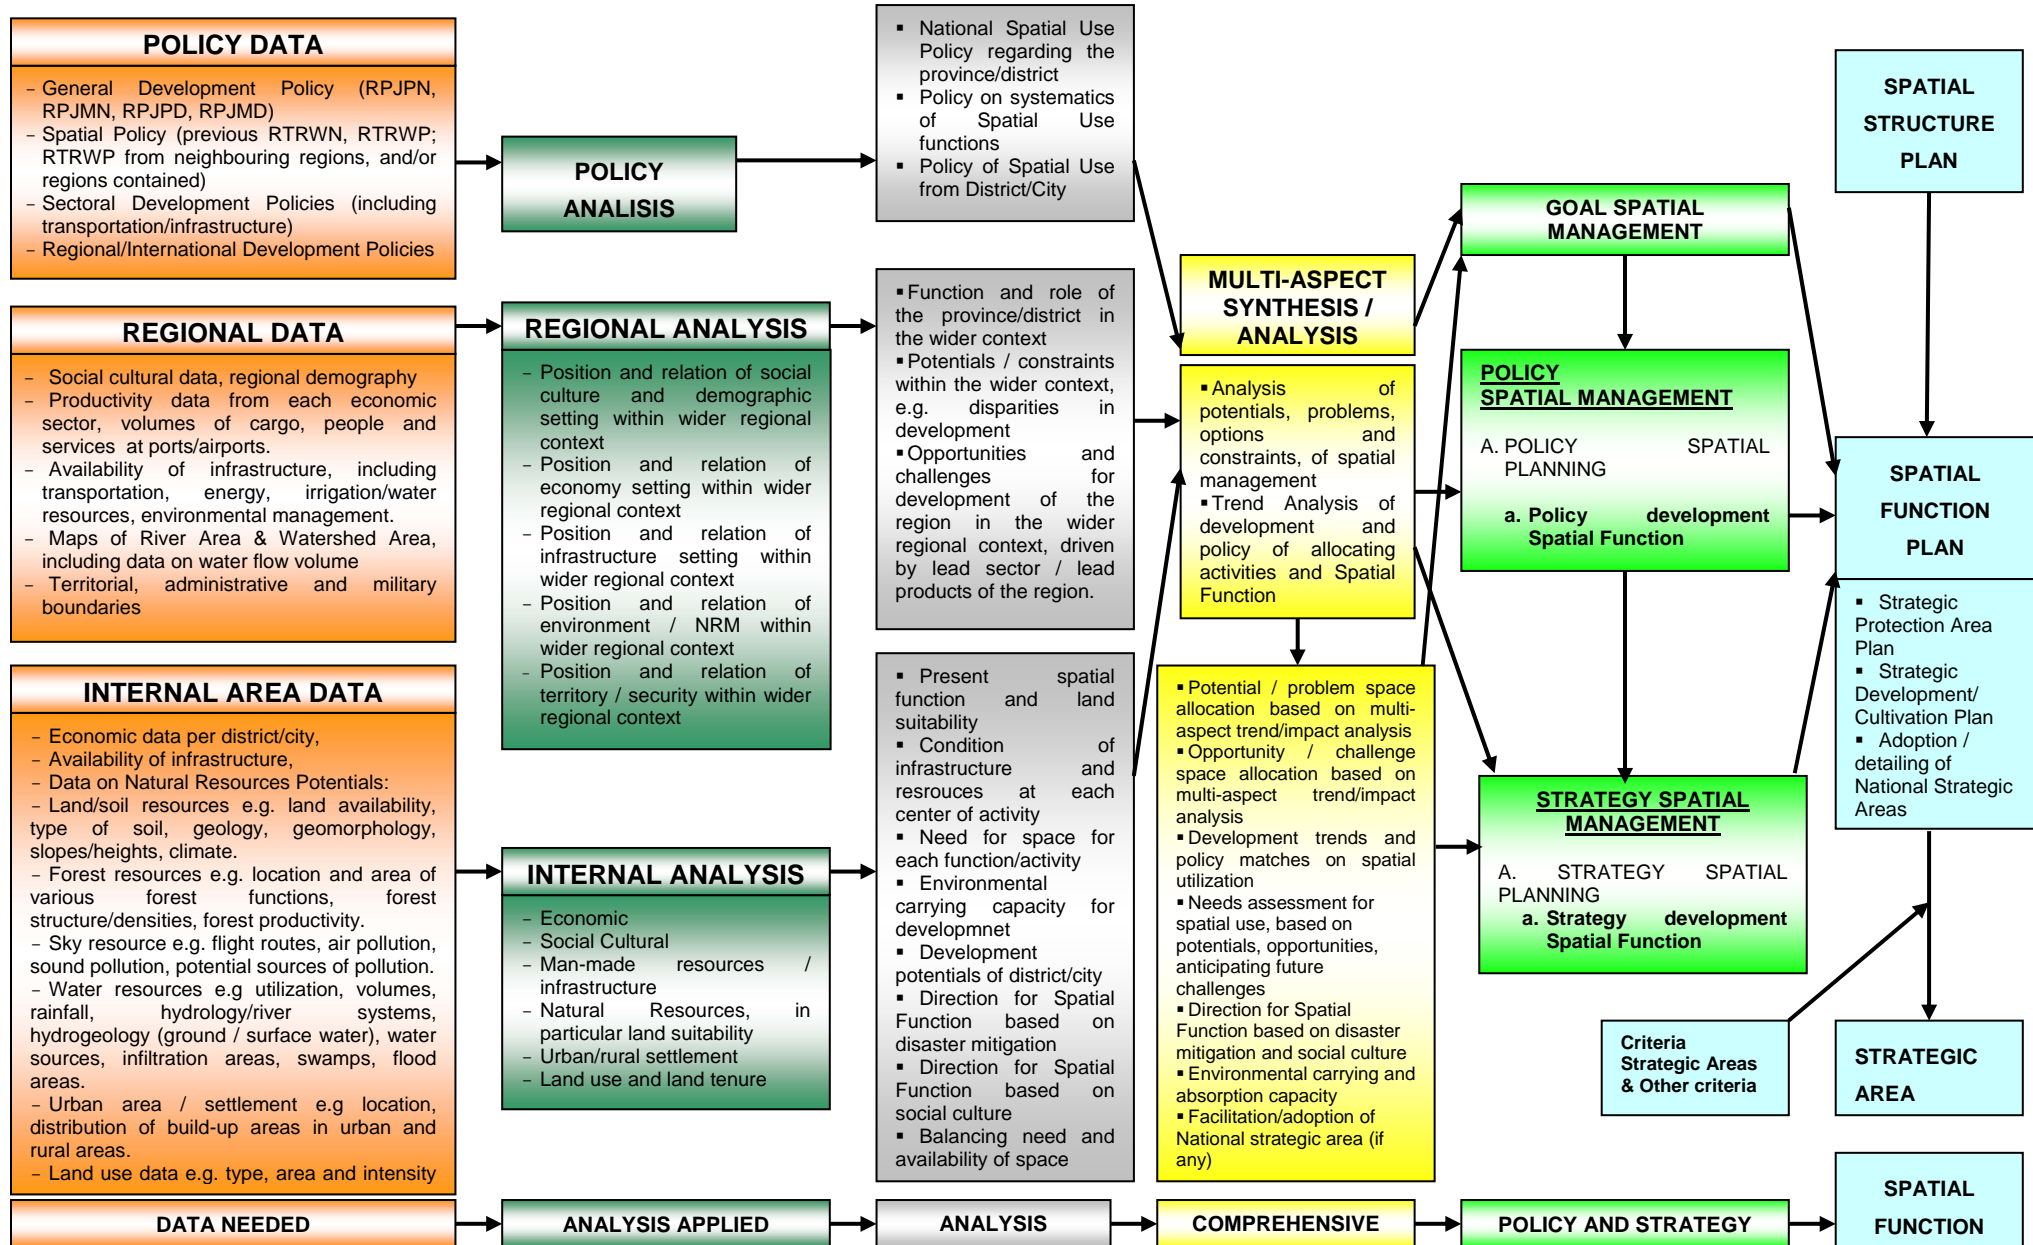 POLICY DATA
– General Development Policy (RPJPN,
RPJMN, RPJPD, RPJMD)
– Spatial Policy (previous RTRWN, RTRWP;
RTRWP from neighbouring regions, and/or
regions contained)
– Sectoral Development Policies (including
transportation/infrastructure)
– Regional/International Development Policies
POLICY
ANALISIS
▪ National Spatial Use
Policy regarding the
province/district
▪ Policy on systematics
of Spatial Use
functions
▪ Policy of Spatial Use
from District/City
REGIONAL DATA
– Social cultural data, regional demography
– Productivity data from each economic
sector, volumes of cargo, people and
services at ports/airports.
– Availability of infrastructure, including
transportation, energy, irrigation/water
resources, environmental management.
– Maps of River Area & Watershed Area,
including data on water flow volume
– Territorial, administrative and military
boundaries
REGIONAL ANALYSIS
– Position and relation of social
culture and demographic
setting within wider regional
context
– Position and relation of
economy setting within wider
regional context
– Position and relation of
infrastructure setting within
wider regional context
– Position and relation of
environment / NRM within
wider regional context
– Position and relation of
territory / security within wider
regional context
▪ Function and role of
the province/district in
the wider context
▪ Potentials / constraints
within the wider context,
e.g. disparities in
development
▪ Opportunities and
challenges for
development of the
region in the wider
regional context, driven
by lead sector / lead
products of the region.
INTERNAL AREA DATA
– Economic data per district/city,
– Availability of infrastructure,
– Data on Natural Resources Potentials:
– Land/soil resources e.g. land availability,
type of soil, geology, geomorphology,
slopes/heights, climate.
– Forest resources e.g. location and area of
various forest functions, forest
structure/densities, forest productivity.
– Sky resource e.g. flight routes, air pollution,
sound pollution, potential sources of pollution.
– Water resources e.g utilization, volumes,
rainfall, hydrology/river systems,
hydrogeology (ground / surface water), water
sources, infiltration areas, swamps, flood
areas.
– Urban area / settlement e.g location,
distribution of build-up areas in urban and
rural areas.
– Land use data e.g. type, area and intensity
INTERNAL ANALYSIS
– Economic
– Social Cultural
– Man-made resources /
infrastructure
– Natural Resources, in
particular land suitability
– Urban/rural settlement
– Land use and land tenure
▪ Present spatial
function and land
suitability
▪ Condition of
infrastructure and
resrouces at each
center of activity
▪ Need for space for
each function/activity
▪ Environmental
carrying capacity for
developmnet
▪ Development
potentials of district/city
▪ Direction for Spatial
Function based on
disaster mitigation
▪ Direction for Spatial
Function based on
social culture
▪ Balancing need and
availability of space
MULTI-ASPECT
SYNTHESIS /
ANALYSIS
▪ Analysis of
potentials, problems,
options and
constraints, of spatial
management
▪ Trend Analysis of
development and
policy of allocating
activities and Spatial
Function
▪ Potential / problem space
allocation based on multi-
aspect trend/impact analysis
▪ Opportunity / challenge
space allocation based on
multi-aspect trend/impact
analysis
▪ Development trends and
policy matches on spatial
utilization
▪ Needs assessment for
spatial use, based on
potentials, opportunities,
anticipating future
challenges
▪ Direction for Spatial
Function based on disaster
mitigation and social culture
▪ Environmental carrying and
absorption capacity
▪ Facilitation/adoption of
National strategic area (if
any)
GOAL SPATIAL
MANAGEMENT
POLICY
SPATIAL MANAGEMENT
A. POLICY SPATIAL
PLANNING
a. Policy development
Spatial Function
STRATEGY SPATIAL
MANAGEMENT
A. STRATEGY SPATIAL
PLANNING
a. Strategy development
Spatial Function
SPATIAL
STRUCTURE
PLAN
SPATIAL
FUNCTION
PLAN
▪ Strategic
Protection Area
Plan
▪ Strategic
Development/
Cultivation Plan
▪ Adoption /
detailing of
National Strategic
Areas
Criteria
Strategic Areas
& Other criteria
STRATEGIC
AREA
DATA NEEDED
ANALYSIS APPLIED
ANALYSIS
COMPREHENSIVE
POLICY AND STRATEGY
SPATIAL
FUNCTION